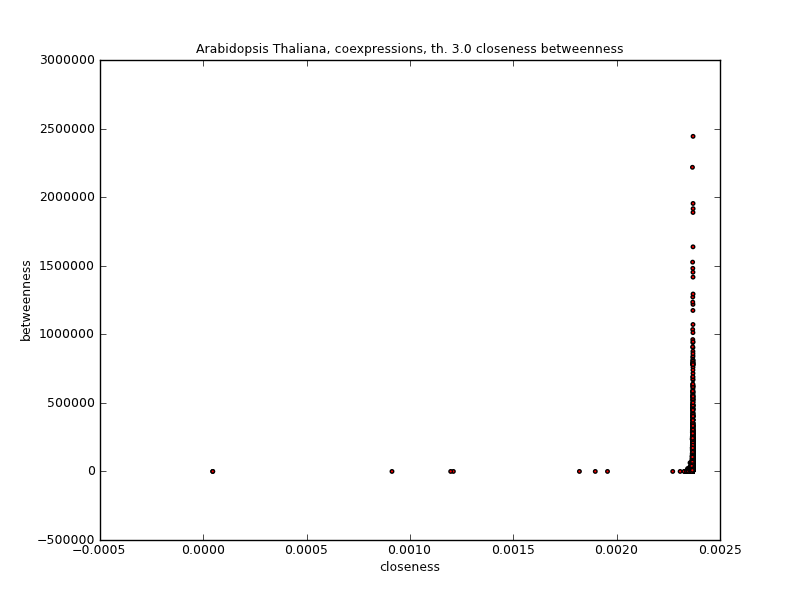 Arabidopsis Thaliana, coexpressions, th. 3.0 closeness betweenness
3000000
2500000
2000000
1500000
1000000
500000
0
−500000
betweenness
−0.0005 0.0000 0.0005 0.0010 0.0015 0.0020 0.0025
closeness